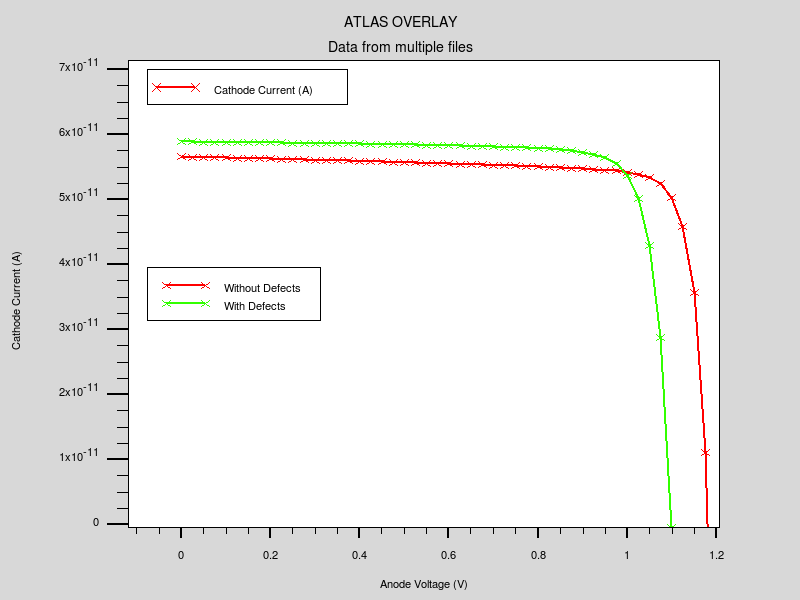 ATLAS OVERLAY
Data from multiple files
Cathode Current (A)
7x10-11
6x10-11
5x10-11
4x10-11
3x10-11
2x10-11
1x10-11
0
Cathode Current (A)
Without Defects
With Defects
0 0.2 0.4 0.6 0.8 1 1.2
Anode Voltage (V)